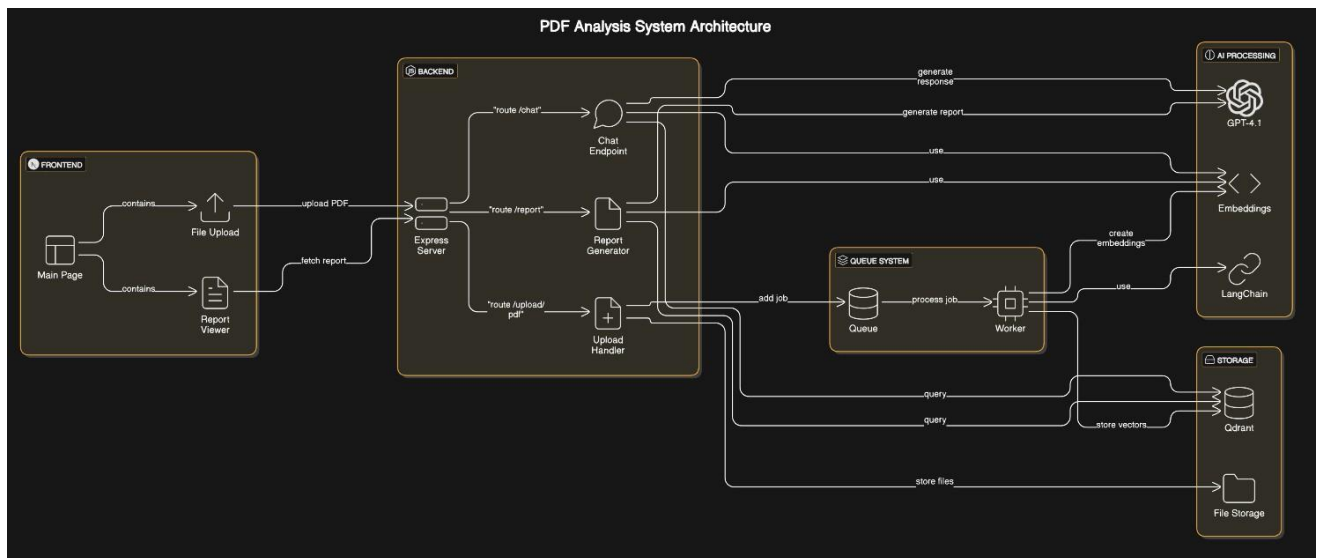 PDF Analysis System Architecture
FRONTEND
Main Page
contains
contains
File Upload
Report
Viewer
upload PDF
fetch report
BACKEND
Express
Server
"route /chat"
"route /report"
"route /upload/
pdf"
Chat
Endpoint
Report
Generator
Upload
Handler
generate
response
generate report
use
use
add job
QUEUE SYSTEM
Queue
process job
Worker
create
embeddings
use
query
query
store vectors
store files
AI PROCESSING
GPT-4.1
Embeddings
LangChain
STORAGE
Qdrant
File Storage